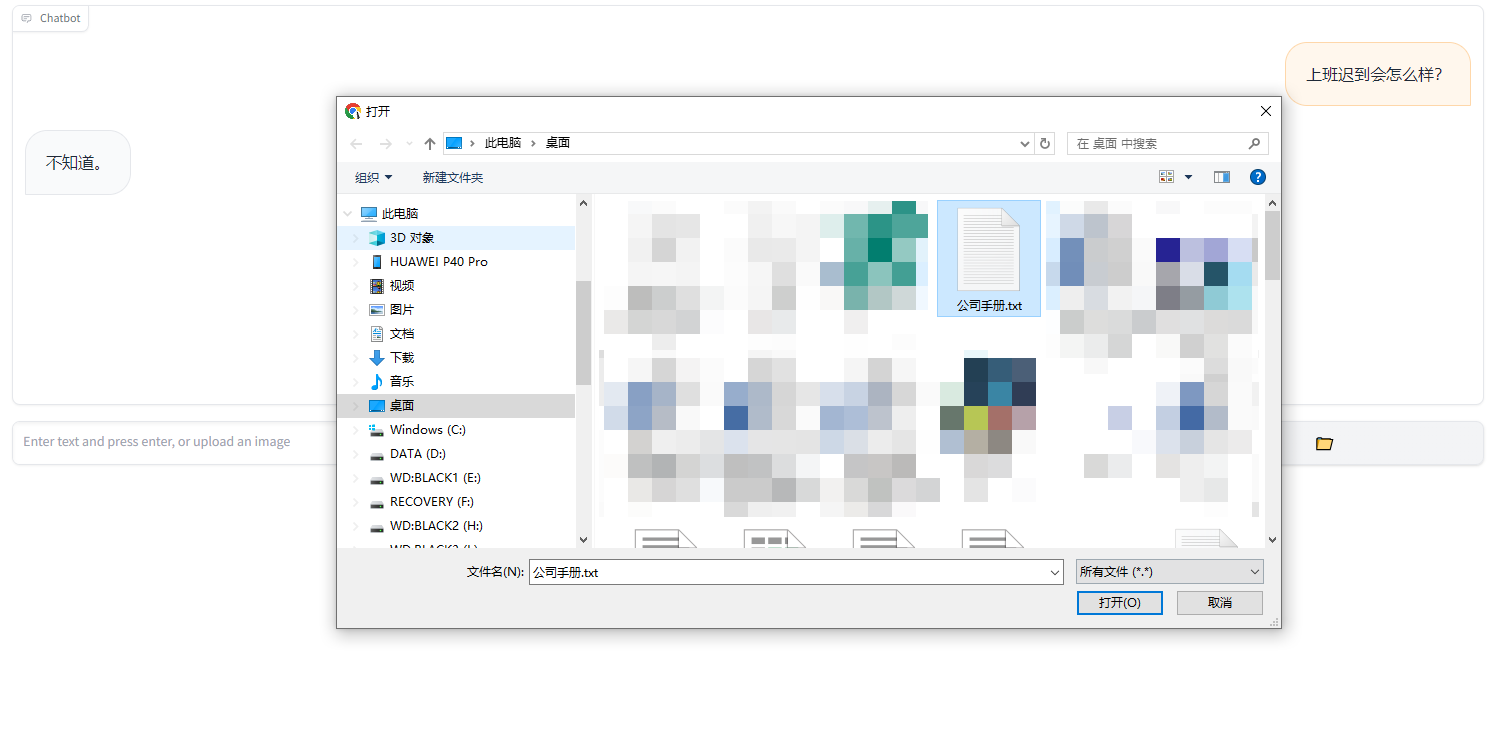 Chatbot
上班迟到会怎么样？
不知道。
打开
此电脑 › 桌面
在 桌面 中搜索
组织
新建文件夹
此电脑
3D 对象
HUAWEI P40 Pro
视频
图片
文档
下载
音乐
桌面
Windows (C:)
DATA (D:)
WD:BLACK1 (E:)
RECOVERY (F:)
WD:BLACK2 (H:)
公司手册.txt
Enter text and press enter, or upload an image
文件名(N):
公司手册.txt
所有文件 (*.*)
打开(O)
取消